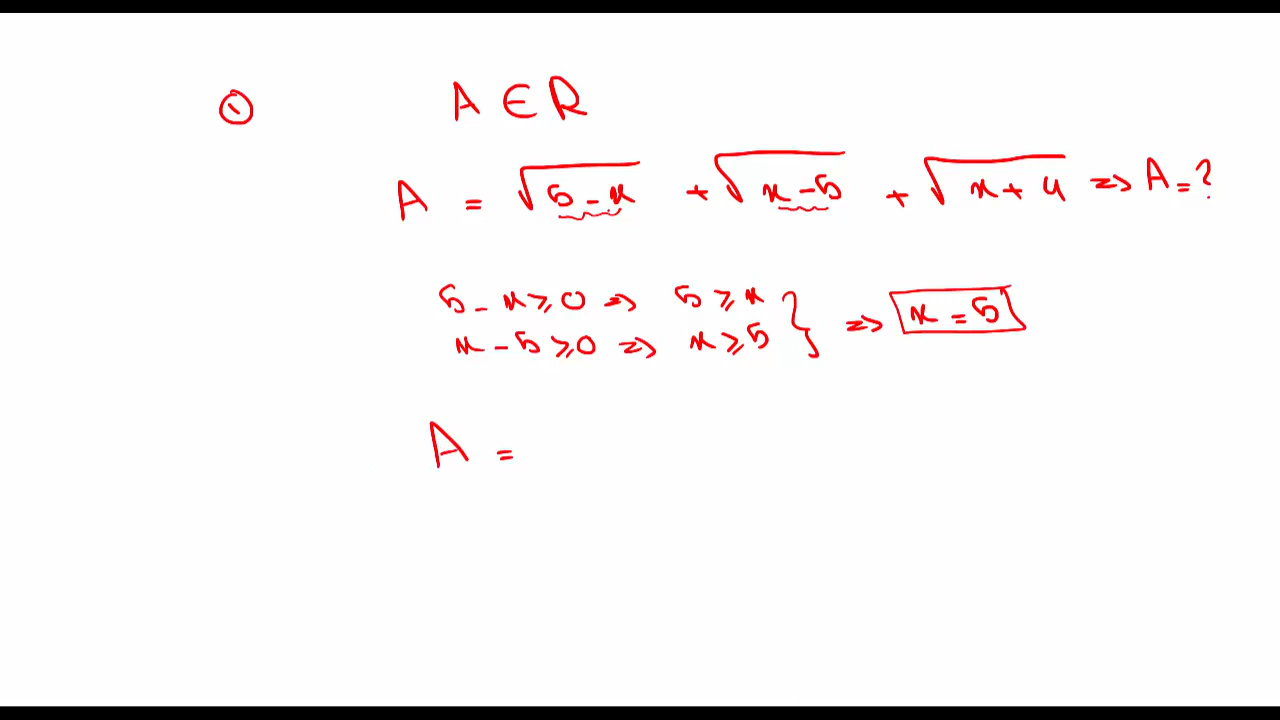 ① A ∈ R
A = √(5-x) + √(x-5) + √(x+4) ⇒ A = ?
5-x ≥ 0 ⇒ 5 ≥ x
x-5 ≥ 0 ⇒ x ≥ 5 } ⇒ x = 5
A =